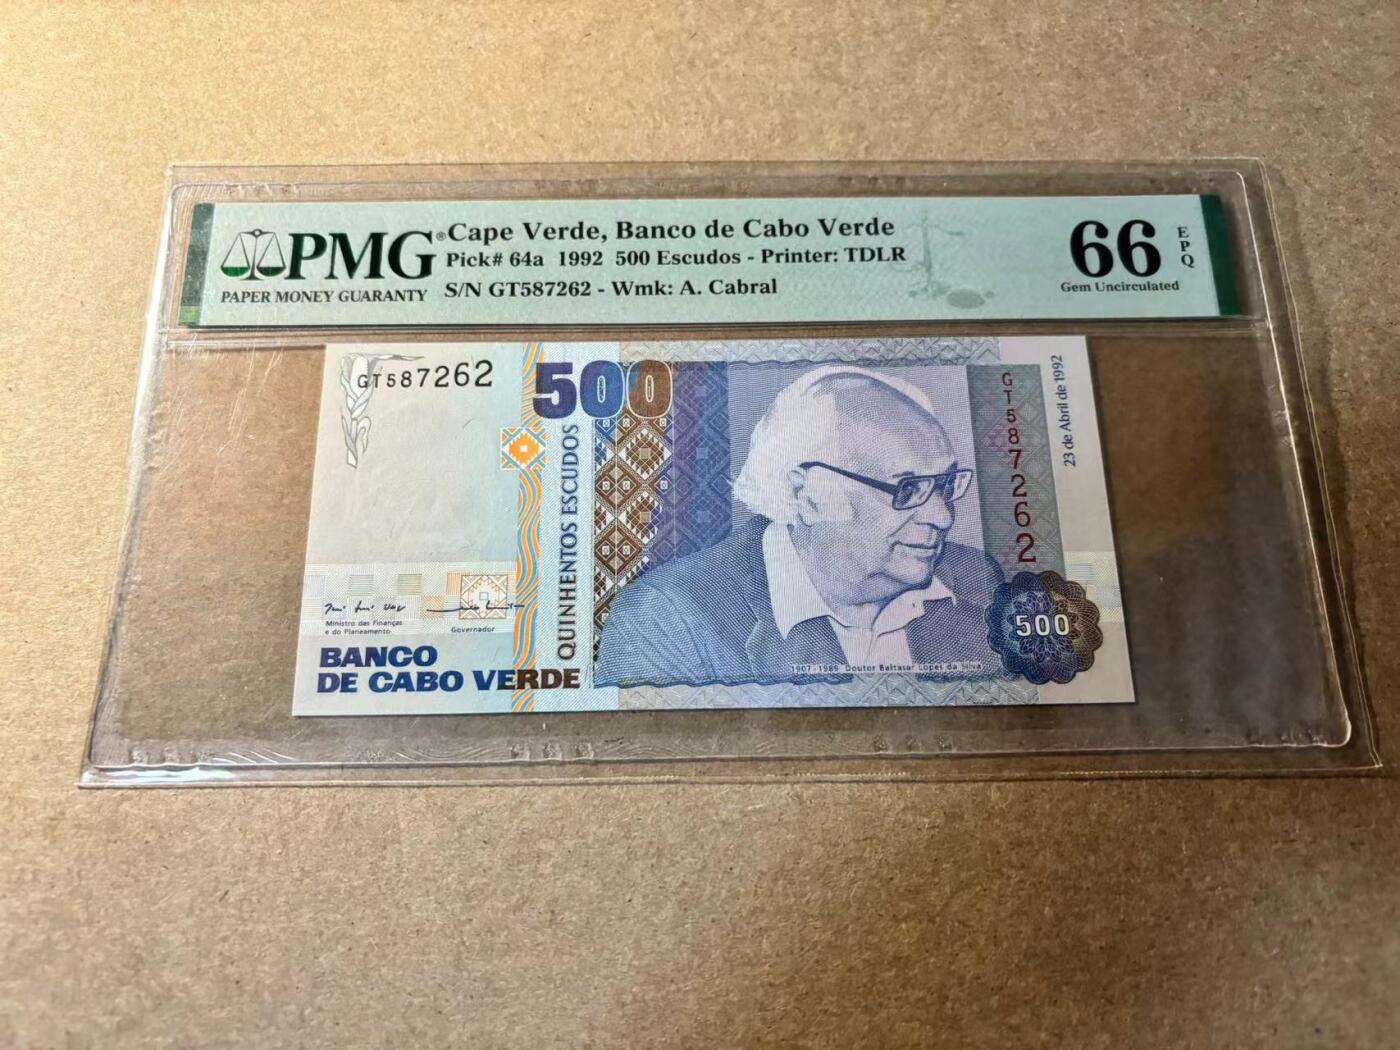 PMG®
PAPER MONEY GUARANTY
Cape Verde, Banco de Cabo Verde
Pick# 64a 1992 500 Escudos - Printer: TDLR
S/N GT587262 - Wmk: A. Cabral
66
EPQ
Gem Uncirculated
GT587262
500
QUINHENTOS ESCUDOS
GT587262
23 de Abril de 1992
Ministro das Finanças
e do Planeamento
Governador
BANCO
DE CABO VERDE
1907-1989 Doutor Baltasar Lopes da Silva
500